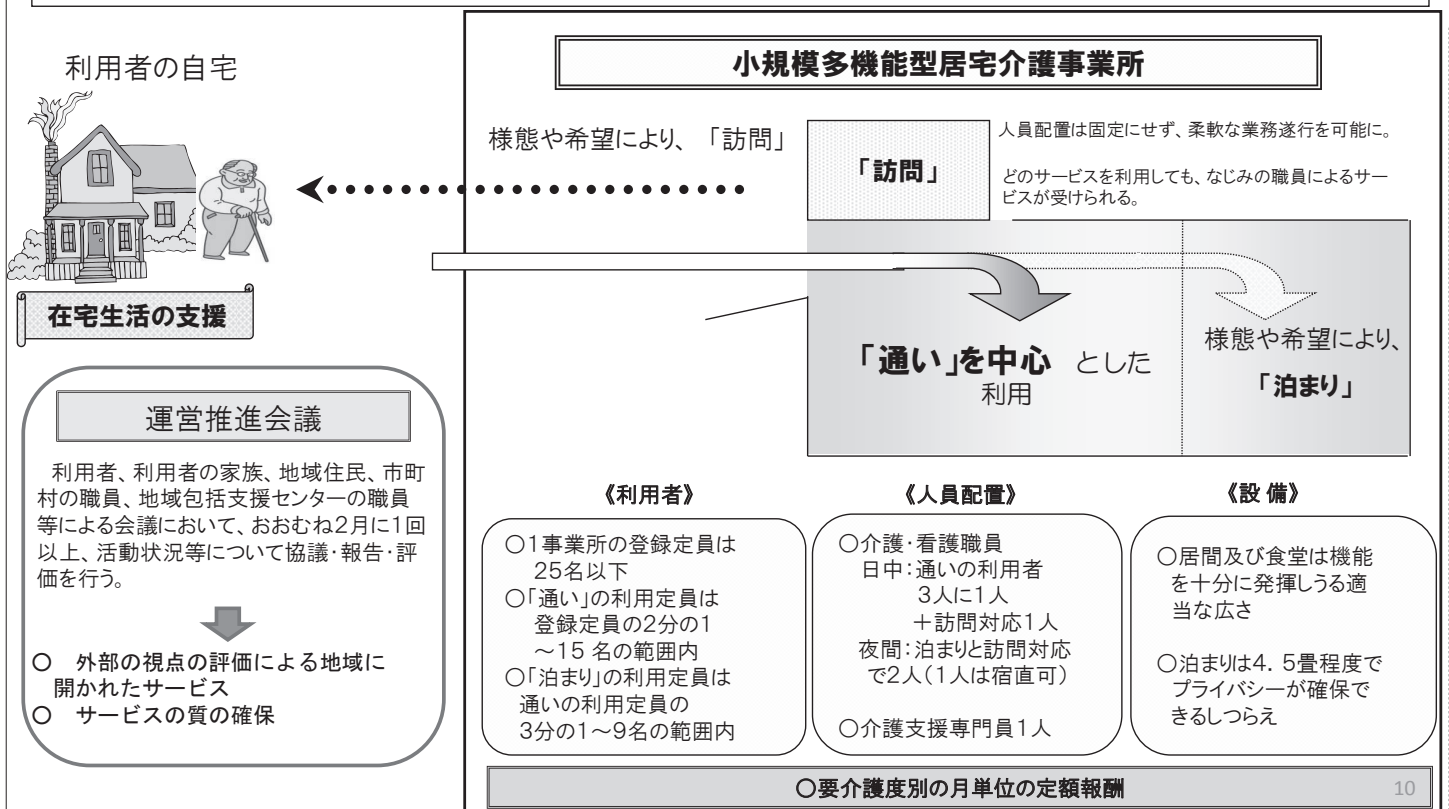 利用者の自宅
在宅生活の支援
運営推進会議
利用者、利用者の家族、地域住民、市町
村の職員、地域包括支援センターの職員
等による会議において、おおむね2月に1回
以上、活動状況等について協議・報告・評
価を行う。
○　外部の視点の評価による地域に
開かれたサービス
○　サービスの質の確保
小規模多機能型居宅介護事業所
様態や希望により、「訪問」
「訪問」
人員配置は固定にせず、柔軟な業務遂行を可能に。
どのサービスを利用しても、なじみの職員によるサー
ビスが受けられる。
「通い」を中心　とした
利用
様態や希望により、
「泊まり」
《利用者》
○1事業所の登録定員は
25名以下
○「通い」の利用定員は
登録定員の2分の1
～15 名の範囲内
○「泊まり」の利用定員は
通いの利用定員の
3分の1～9名の範囲内
《人員配置》
○介護・看護職員
日中：通いの利用者
3人に1人
＋訪問対応1人
夜間：泊まりと訪問対応
で2人（1人は宿直可）
○介護支援専門員1人
《設 備》
○居間及び食堂は機能
を十分に発揮しうる適
当な広さ
○泊まりは4．5畳程度で
プライバシーが確保で
きるしつらえ
○要介護度別の月単位の定額報酬
10